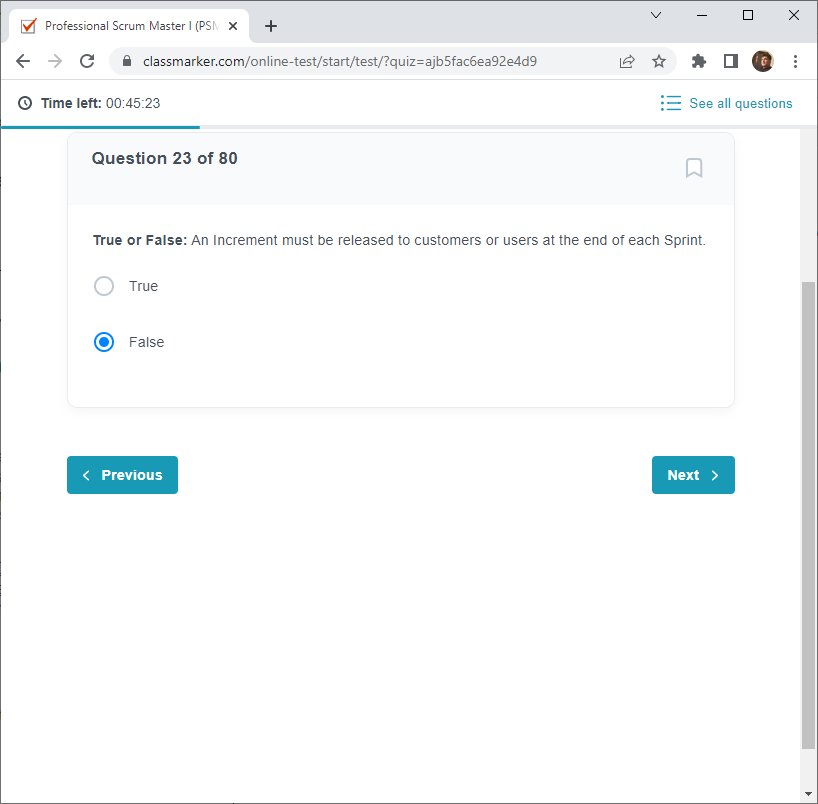 Professional Scrum Master I (PSM
classmarker.com/online-test/start/test/?quiz=ajb5fac6ea92e4d9
Time left: 00:45:23
See all questions
Question 23 of 80
True or False: An Increment must be released to customers or users at the end of each Sprint.
True
False
Previous
Next